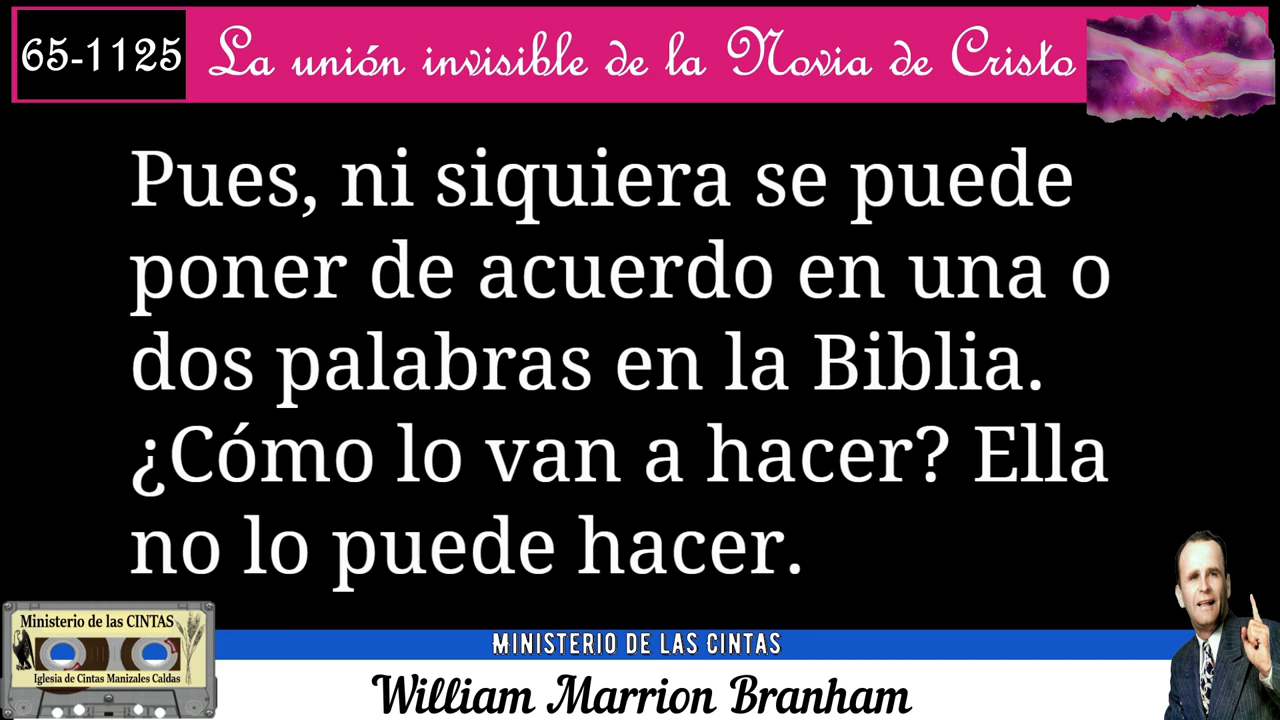 65-1125 La unión invisible de la Novia de Cristo
Pues, ni siquiera se puede
poner de acuerdo en una o
dos palabras en la Biblia.
¿Cómo lo van a hacer? Ella
no lo puede hacer.
Ministerio de las CINTAS
Iglesia de Cintas Manizales Caldas
MINISTERIO DE LAS CINTAS
William Marrion Branham